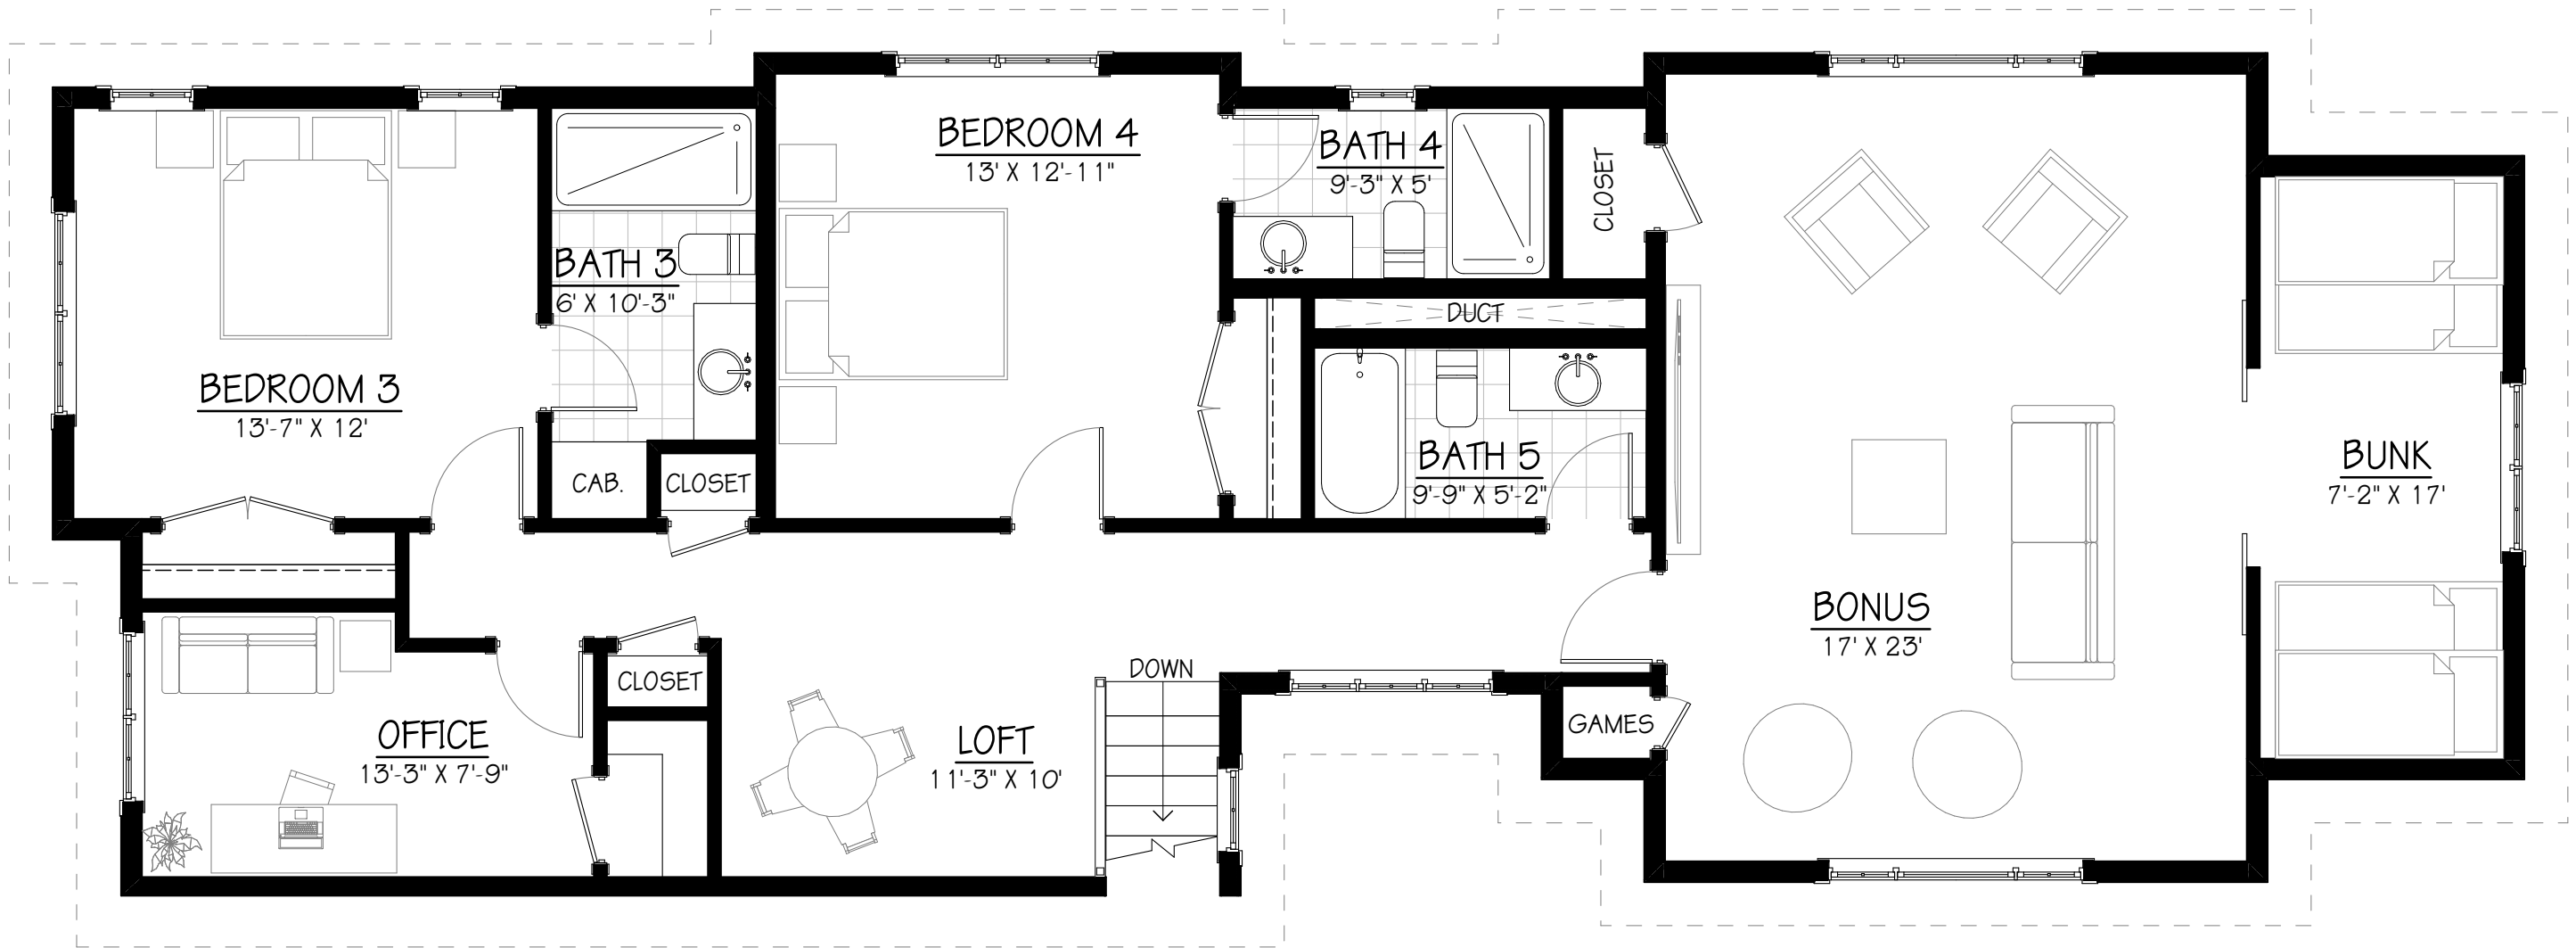 BEDROOM 4
13' X 12'-11"
BATH 4
9'-3" X 5'
CLOSET
BATH 3
6' X 10'-3"
DUCT
BEDROOM 3
13'-7" X 12'
CAB.
CLOSET
BATH 5
9'-9" X 5'-2"
BUNK
7'-2" X 17'
BONUS
17' X 23'
CLOSET
DOWN
OFFICE
13'-3" X 7'-9"
LOFT
11'-3" X 10'
GAMES